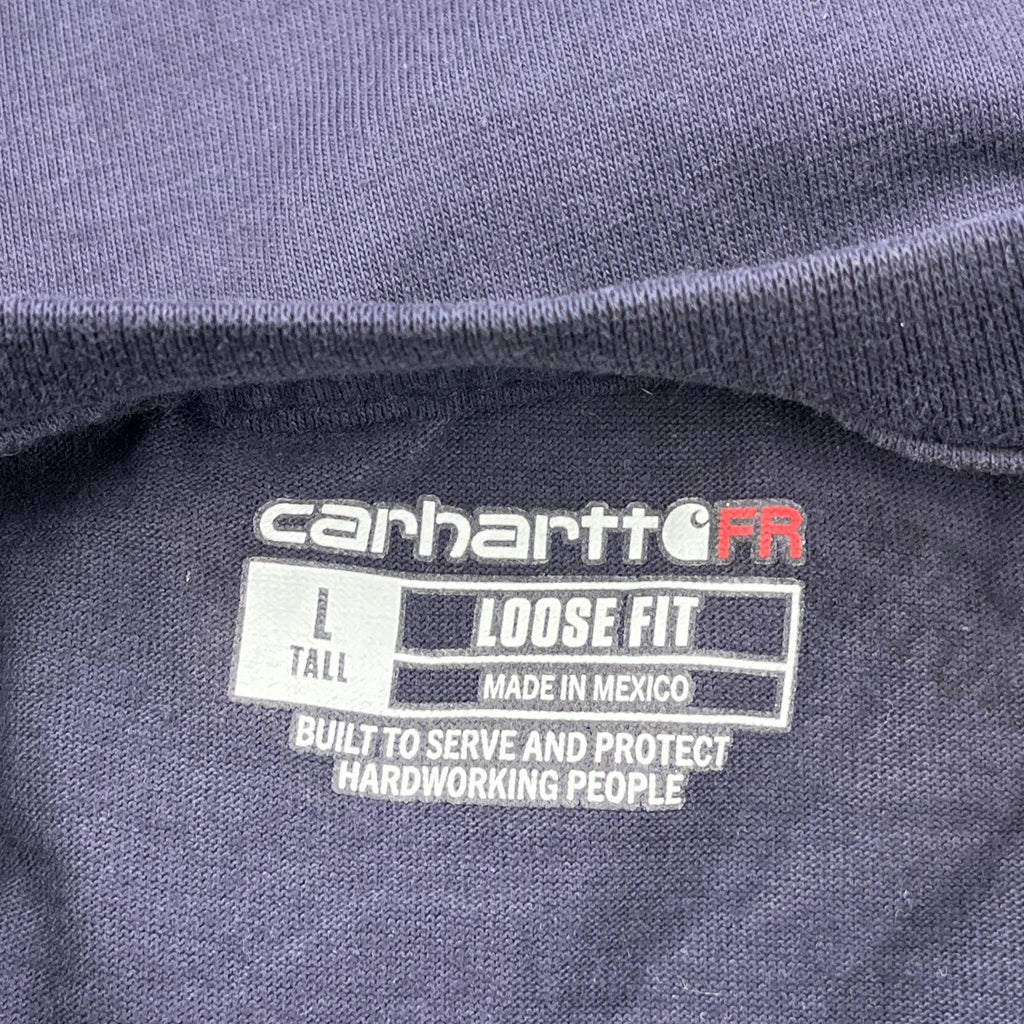 carhartt FR
L
TALL
LOOSE FIT
MADE IN MEXICO
BUILT TO SERVE AND PROTECT
HARDWORKING PEOPLE